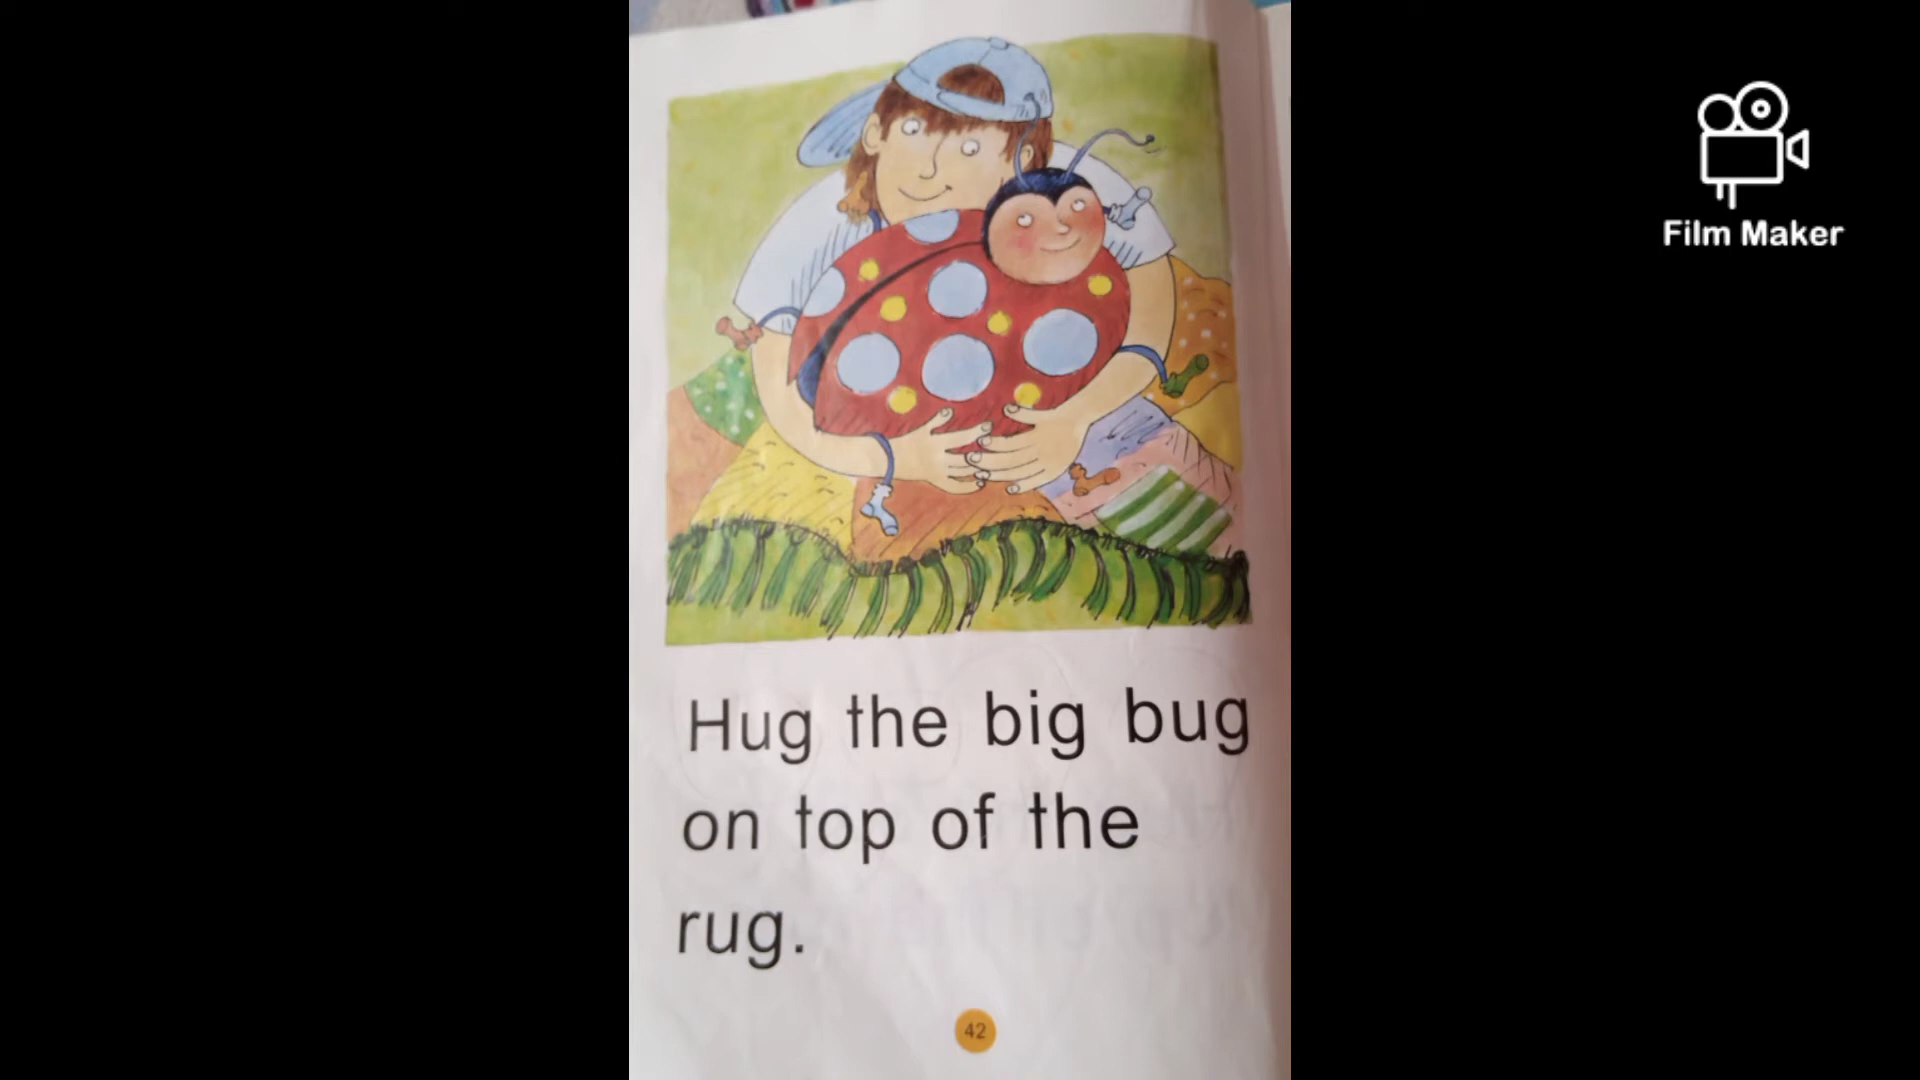 Film Maker
Hug the big bug
on top of the
rug.
42